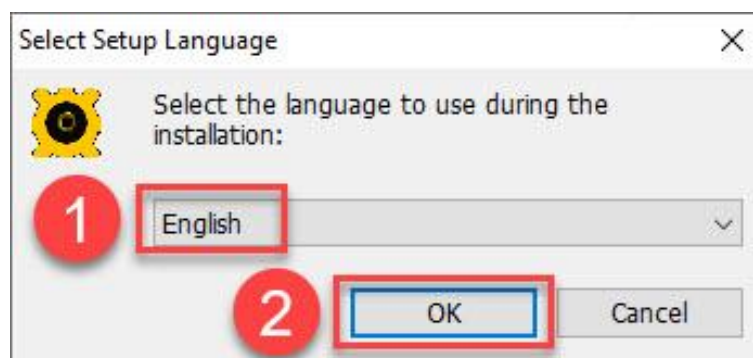 Select Setup Language
Select the language to use during the
installation:
1
English
2
OK
Cancel